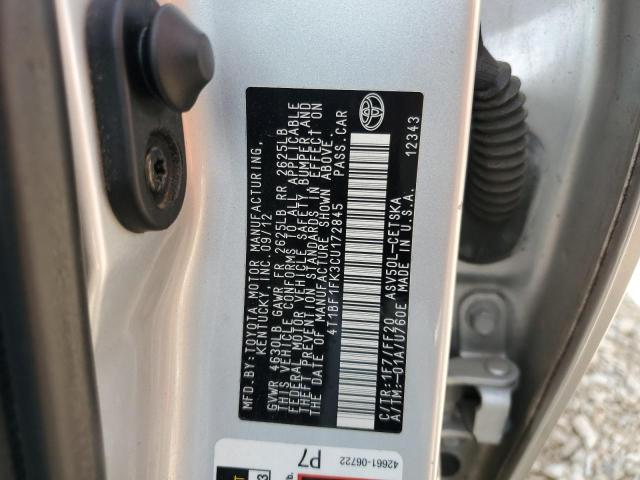 MFD.BY:TOYOTA MOTOR MANUFACTURING,
KENTUCKY, INC. 09/12
GVWR 4630LB GAWR FR 2625LB RR 2625LB
THIS VEHICLE CONFORMS TO ALL APPLICABLE
FEDERAL MOTOR VEHICLE SAFETY, BUMPER AND
THEFT PREVENTION STANDARDS IN EFFECT ON
THE DATE OF MANUFACTURE SHOWN ABOVE.
4T1BF1FK3CU172845 PASS.CAR
C/TR:1F7/FF20 ASV50L-CETSKA
A/TM:-01A/U760E MADE IN U.S.A. 12343
42661-06722
P7